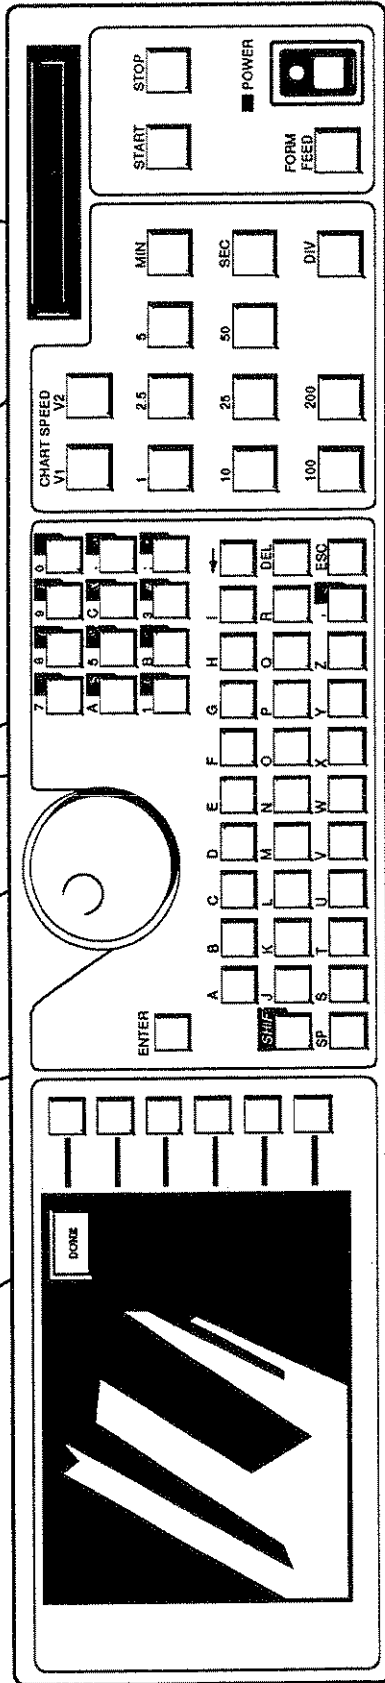 DONE
ENTER
7 8 9 0
A 5 C
1 B 3
A B C D E F G H I ←
SHIF J K L M N O P Q R DEL
SP S T U V W X Y Z - ESC
CHART SPEED
V1 V2
1 2.5 5 MIN
10 25 50 SEC
100 200 DIV
START STOP
FORM
FEED
POWER